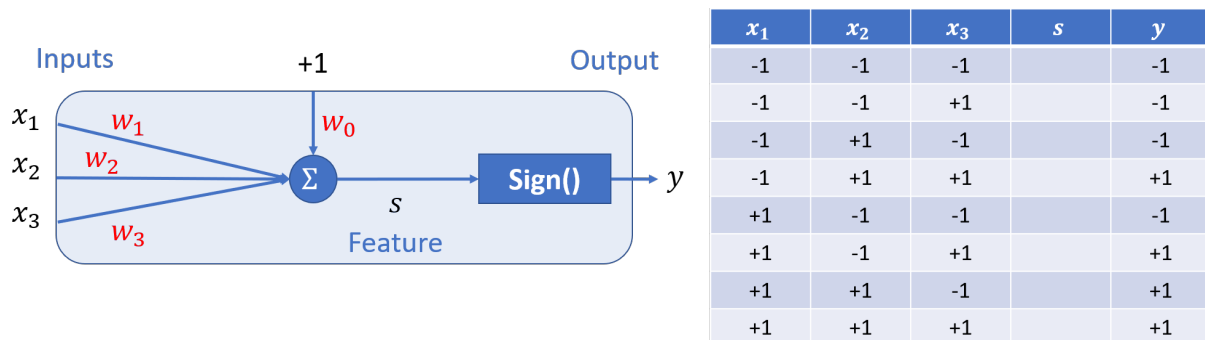 Inputs
+1
Output
x₁
w₁
w₀
x₂
w₂
Σ
Sign()
y
x₃
w₃
s
Feature
x₁ x₂ x₃ s y
-1 -1 -1 -1
-1 -1 +1 -1
-1 +1 -1 -1
-1 +1 +1 +1
+1 -1 -1 -1
+1 -1 +1 +1
+1 +1 -1 +1
+1 +1 +1 +1